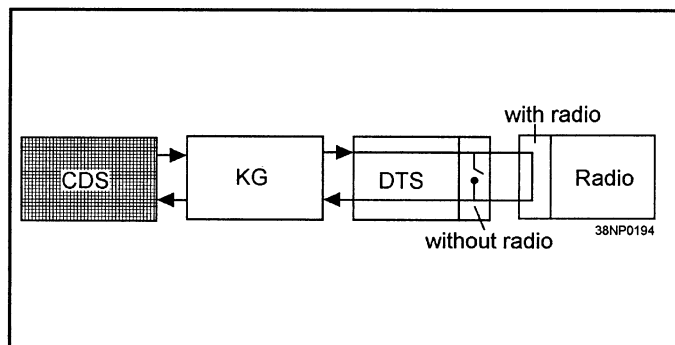 with radio
CDS
KG
DTS
Radio
38NP0194
without radio